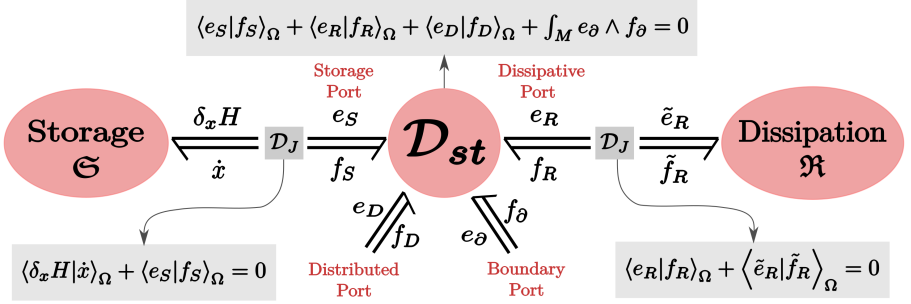 ⟨e_S|f_S⟩_Ω + ⟨e_R|f_R⟩_Ω + ⟨e_D|f_D⟩_Ω + ∫_M e_∂ ∧ f_∂ = 0
Storage
Port
Dissipative
Port
δ_xH
e_S
e_R
ẽ_R
Storage
𝔖
𝒟_J
𝒟_st
𝒟_J
Dissipation
ℜ
ẋ
f_S
f_R
f̃_R
e_D
f_D
f_∂
e_∂
⟨δ_xH|ẋ⟩_Ω + ⟨e_S|f_S⟩_Ω = 0
Distributed
Port
Boundary
Port
⟨e_R|f_R⟩_Ω + ⟨ẽ_R|f̃_R⟩_Ω = 0